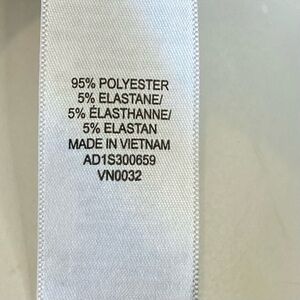 95% POLYESTER
5% ELASTANE/
5% ÉLASTHANNE/
5% ELASTAN
MADE IN VIETNAM
AD1S300659
VN0032